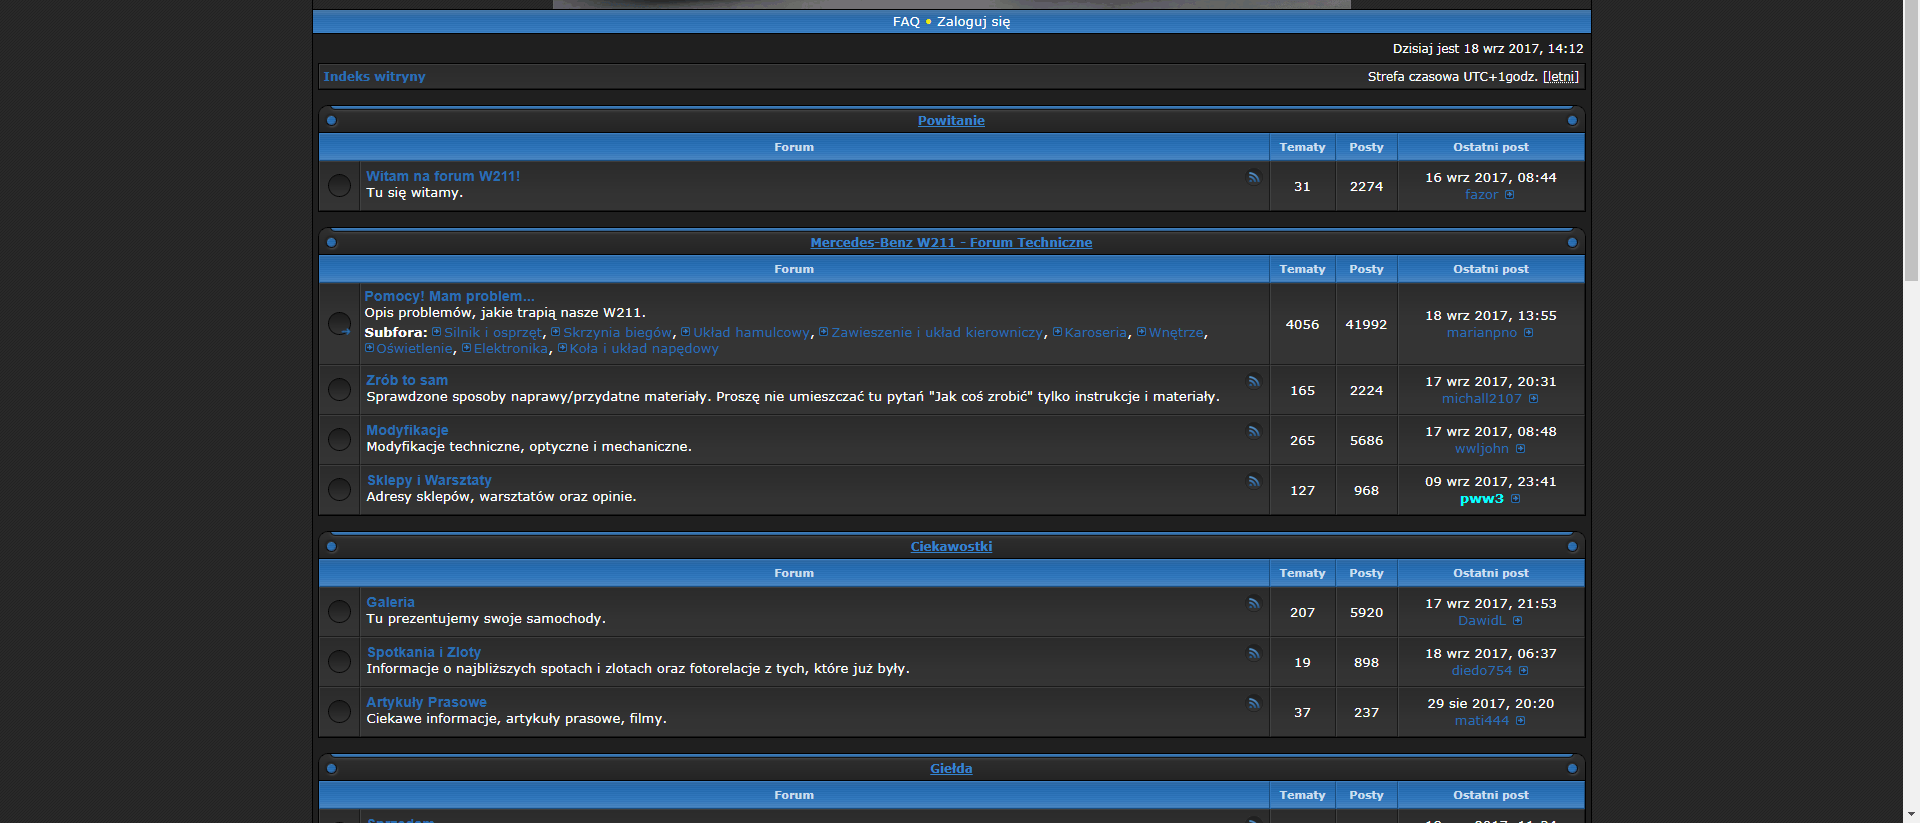 FAQ • Zaloguj się
Dzisiaj jest 18 wrz 2017, 14:12
Indeks witryny
Strefa czasowa UTC+1godz. [letni]
Powitanie
Forum Tematy Posty Ostatni post
Witam na forum W211!
Tu się witamy.
31 2274
16 wrz 2017, 08:44
fazor
Mercedes-Benz W211 - Forum Techniczne
Forum Tematy Posty Ostatni post
Pomocy! Mam problem...
Opis problemów, jakie trapią nasze W211.
Subfora: Silnik i osprzęt, Skrzynia biegów, Układ hamulcowy, Zawieszenie i układ kierowniczy, Karoseria, Wnętrze,
Oświetlenie, Elektronika, Koła i układ napędowy
4056 41992
18 wrz 2017, 13:55
marianpno
Zrób to sam
Sprawdzone sposoby naprawy/przydatne materiały. Proszę nie umieszczać tu pytań "Jak coś zrobić" tylko instrukcje i materiały.
165 2224
17 wrz 2017, 20:31
michall2107
Modyfikacje
Modyfikacje techniczne, optyczne i mechaniczne.
265 5686
17 wrz 2017, 08:48
wwljohn
Sklepy i Warsztaty
Adresy sklepów, warsztatów oraz opinie.
127 968
09 wrz 2017, 23:41
pww3
Ciekawostki
Forum Tematy Posty Ostatni post
Galeria
Tu prezentujemy swoje samochody.
207 5920
17 wrz 2017, 21:53
DawidL
Spotkania i Zloty
Informacje o najbliższych spotach i zlotach oraz fotorelacje z tych, które już były.
19 898
18 wrz 2017, 06:37
diedo754
Artykuły Prasowe
Ciekawe informacje, artykuły prasowe, filmy.
37 237
29 sie 2017, 20:20
mati444
Giełda
Forum Tematy Posty Ostatni post